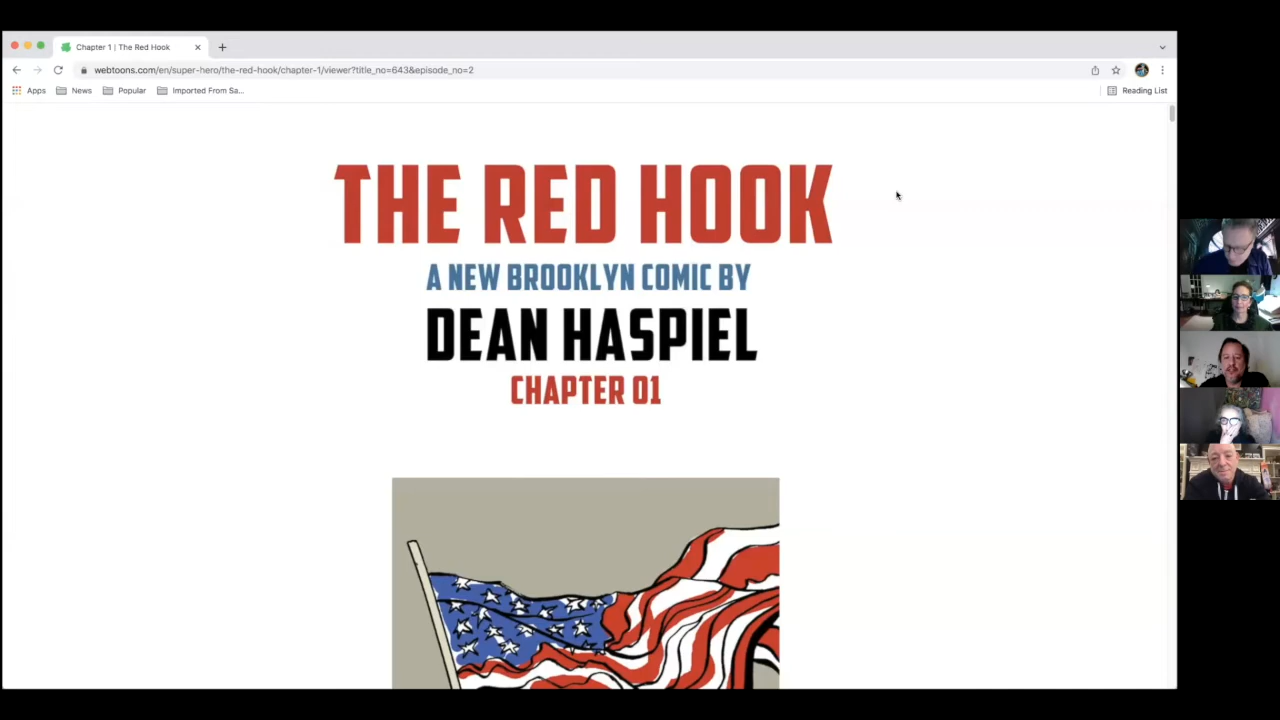 Chapter 1 | The Red Hook
webtoons.com/en/super-hero/the-red-hook/chapter-1/viewer?title_no=643&episode_no=2
Apps News Popular Imported From Sa... Reading List
THE RED HOOK
A NEW BROOKLYN COMIC BY
DEAN HASPIEL
CHAPTER 01